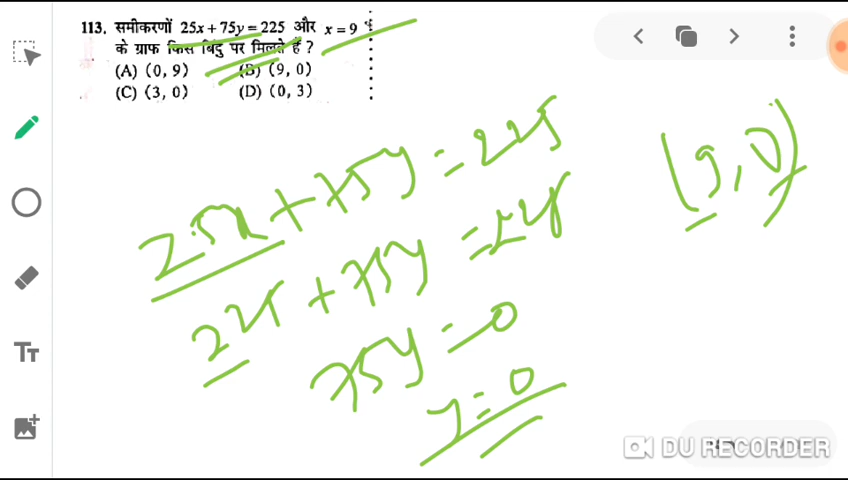 113. समीकरणों 25x + 75y = 225 और x = 9
के ग्राफ किस बिंदु पर मिलते हैं ?
(A) (0, 9) (B) (9, 0)
(C) (3, 0) (D) (0, 3)
25x + 75y = 225
225 + 75y = 225
75y = 0
y = 0
(9, 0)
TT
DU RECORDER